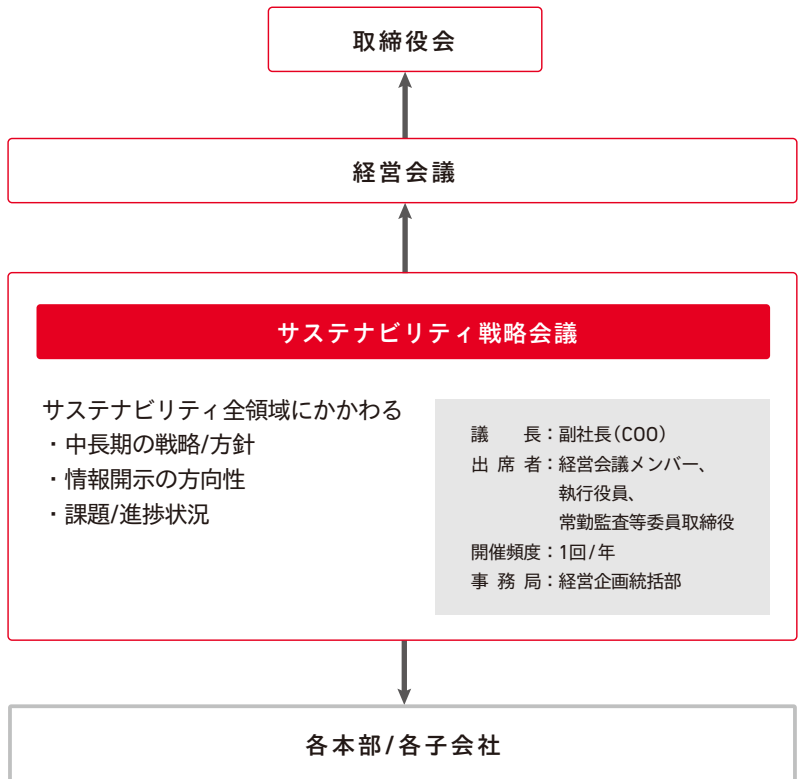 取締役会
経営会議
サステナビリティ戦略会議
サステナビリティ全領域にかかわる
・中長期の戦略/方針
・情報開示の方向性
・課題/進捗状況
議　　長：副社長(COO)
出 席 者：経営会議メンバー、
執行役員、
常勤監査等委員取締役
開催頻度：1回/年
事 務 局：経営企画統括部
各本部/各子会社